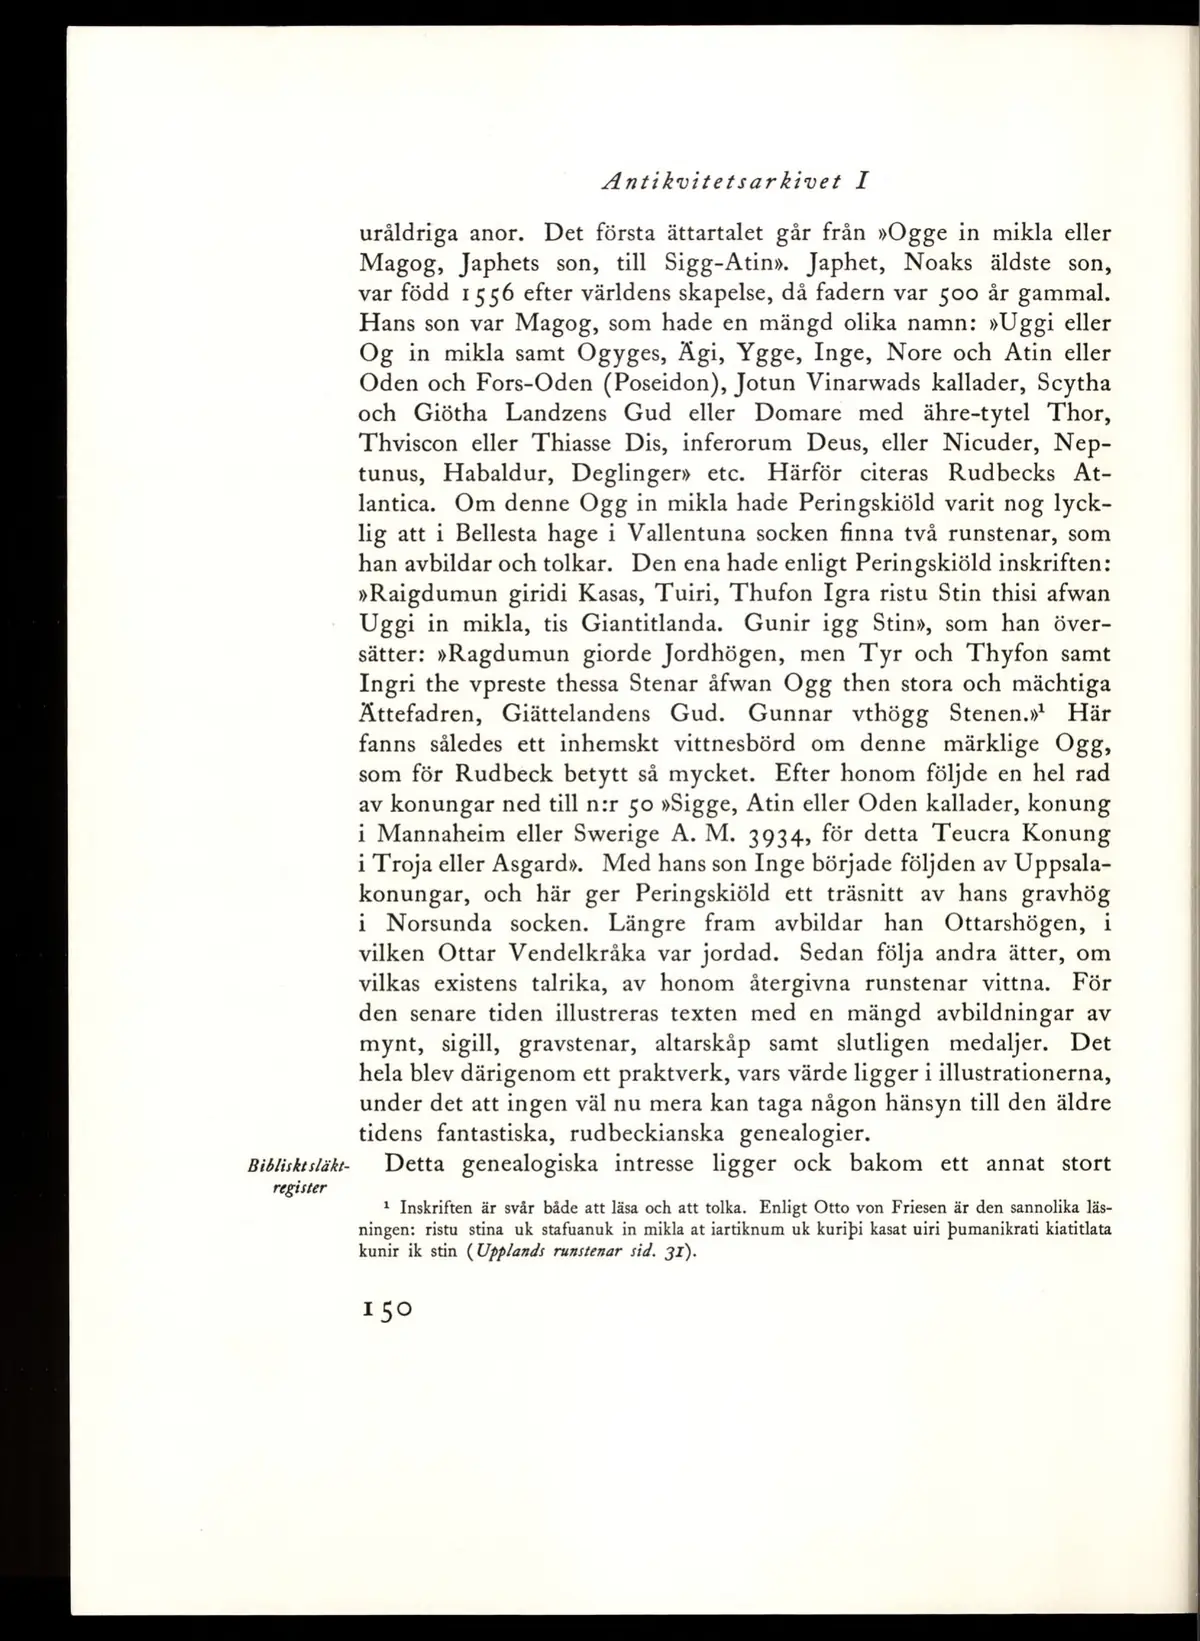 Antikvitetsarkivet I
uråldriga anor. Det första ättartalet går från »Ogge in mikla eller
Magog, Japhets son, till Sigg-Atin». Japhet, Noaks äldste son,
var född 1556 efter världens skapelse, då fadern var 500 år gammal.
Hans son var Magog, som hade en mängd olika namn: »Uggi eller
Og in mikla samt Ogyges, Ägi, Ygge, Inge, Nore och Atin eller
Oden och Fors-Oden (Poseidon), Jotun Vinarwads kallader, Scytha
och Giötha Landzens Gud eller Domare med ähre-tytel Thor,
Thviscon eller Thiasse Dis, inferorum Deus, eller Nicuder, Nep-
tunus, Habaldur, Deglinger» etc. Härför citeras Rudbecks At-
lantica. Om denne Ogg in mikla hade Peringskiöld varit nog lyck-
lig att i Bellesta hage i Vallentuna socken finna två runstenar, som
han avbildar och tolkar. Den ena hade enligt Peringskiöld inskriften:
»Raigdumun giridi Kasas, Tuiri, Thufon Igra ristu Stin thisi afwan
Uggi in mikla, tis Giantitlanda. Gunir igg Stin», som han över-
sätter: »Ragdumun giorde Jordhögen, men Tyr och Thyfon samt
Ingri the vpreste thessa Stenar åfwan Ogg then stora och mächtiga
Ättefadren, Giättelandens Gud. Gunnar vthögg Stenen.»¹ Här
fanns således ett inhemskt vittnesbörd om denne märklige Ogg,
som för Rudbeck betytt så mycket. Efter honom följde en hel rad
av konungar ned till n:r 50 »Sigge, Atin eller Oden kallader, konung
i Mannaheim eller Swerige A. M. 3934, för detta Teucra Konung
i Troja eller Asgard». Med hans son Inge började följden av Uppsala-
konungar, och här ger Peringskiöld ett träsnitt av hans gravhög
i Norsunda socken. Längre fram avbildar han Ottarshögen, i
vilken Ottar Vendelkråka var jordad. Sedan följa andra ätter, om
vilkas existens talrika, av honom återgivna runstenar vittna. För
den senare tiden illustreras texten med en mängd avbildningar av
mynt, sigill, gravstenar, altarskåp samt slutligen medaljer. Det
hela blev därigenom ett praktverk, vars värde ligger i illustrationerna,
under det att ingen väl nu mera kan taga någon hänsyn till den äldre
tidens fantastiska, rudbeckianska genealogier.
Bibliskt släkt-
register
Detta genealogiska intresse ligger ock bakom ett annat stort
¹ Inskriften är svår både att läsa och att tolka. Enligt Otto von Friesen är den sannolika läs-
ningen: ristu stina uk stafuanuk in mikla at iartiknum uk kuriþi kasat uiri þumanikrati kiatitlata
kunir ik stin (Upplands runstenar sid. 31).
150